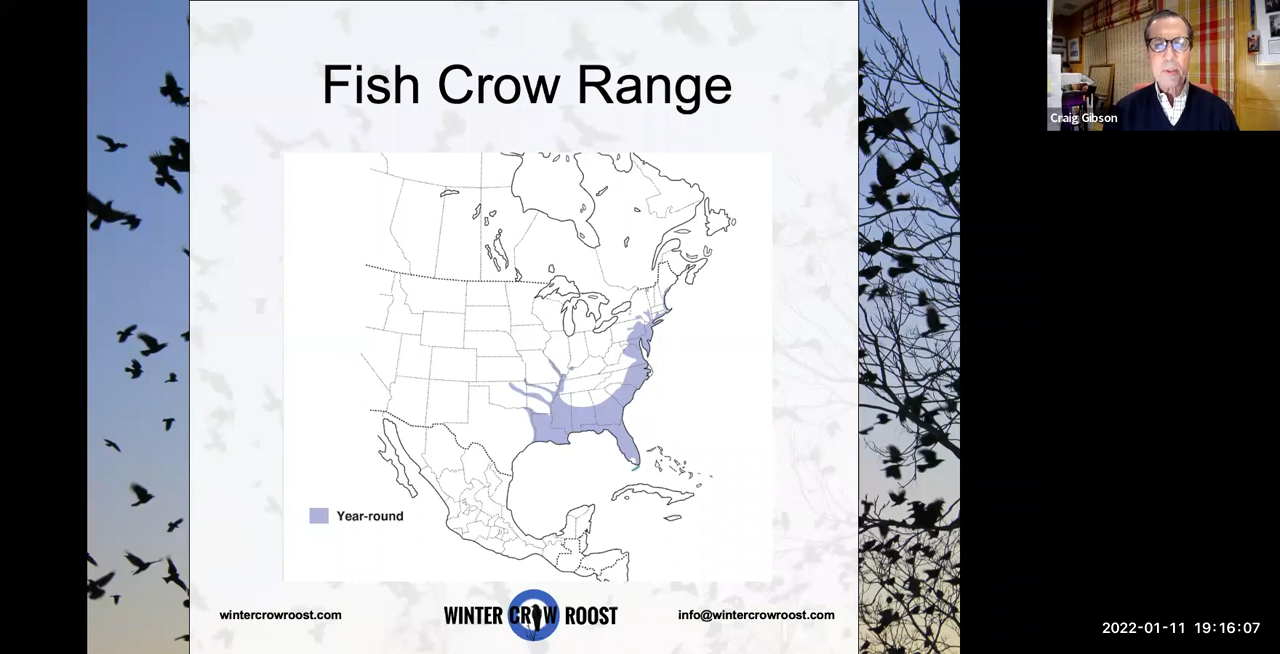 Fish Crow Range
Craig Gibson
Year-round
wintercrowroost.com
WINTER CROW ROOST
info@wintercrowroost.com
2022-01-11 19:16:07